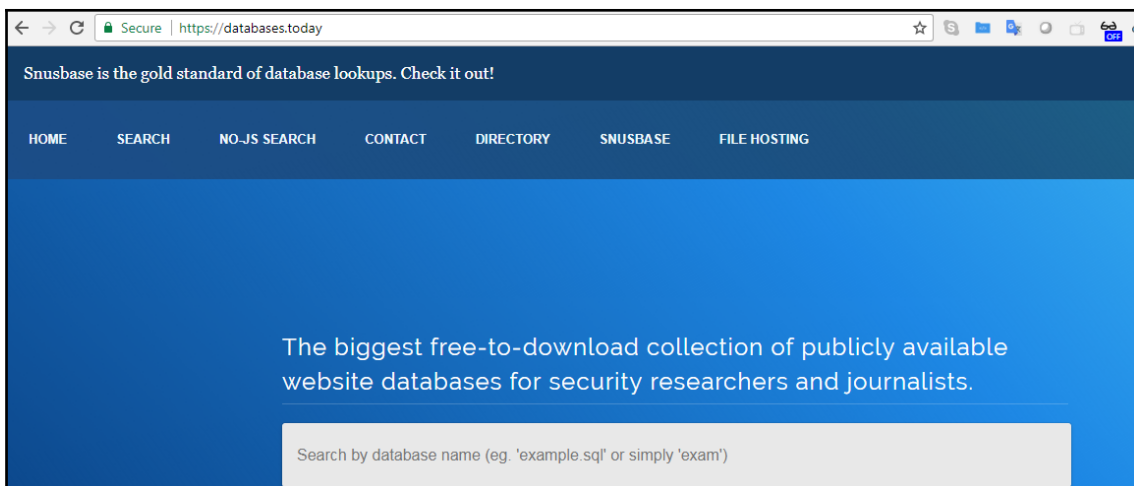 Secure | https://databases.today
OFF
Snusbase is the gold standard of database lookups. Check it out!
HOME SEARCH NO-JS SEARCH CONTACT DIRECTORY SNUSBASE FILE HOSTING
The biggest free-to-download collection of publicly available
website databases for security researchers and journalists.
Search by database name (eg. 'example.sql' or simply 'exam')